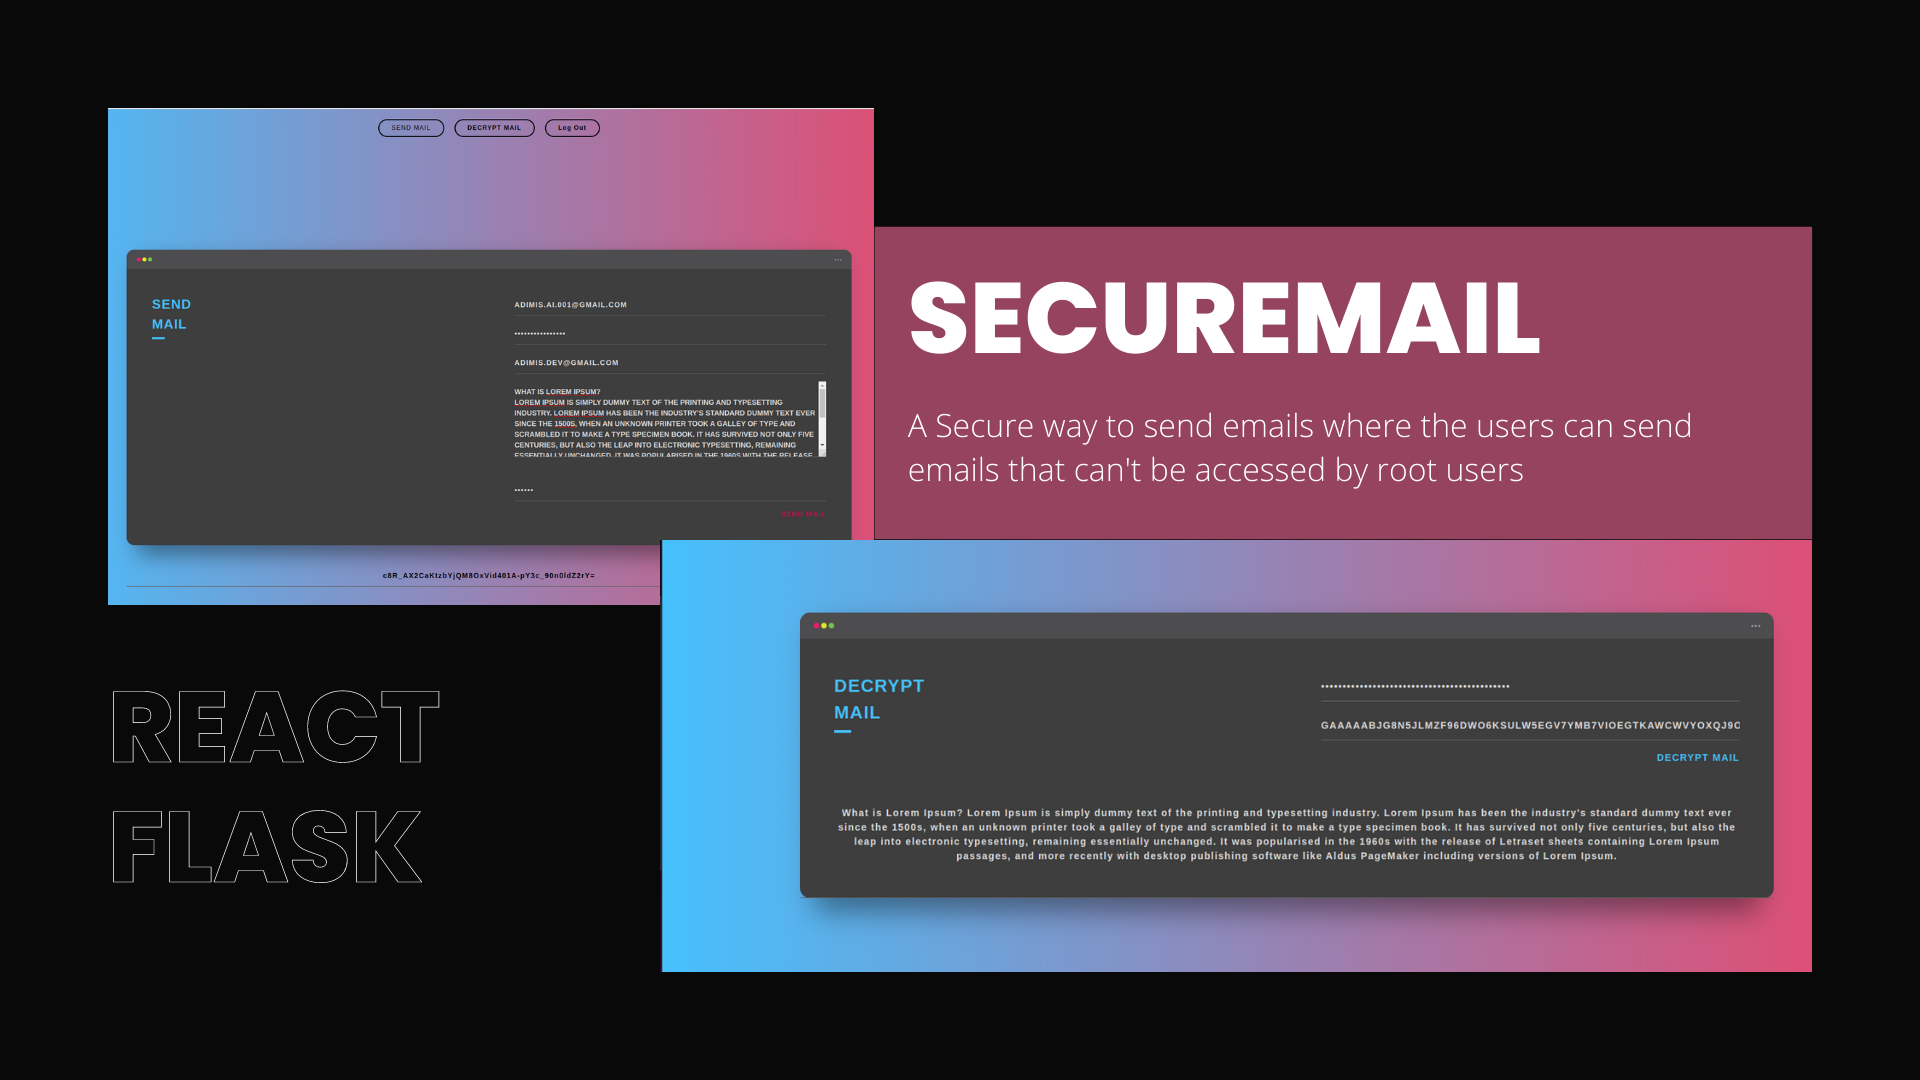 SEND MAIL
DECRYPT MAIL
Log Out
SEND
MAIL
ADIMIS.AI.001@GMAIL.COM
ADIMIS.DEV@GMAIL.COM
WHAT IS LOREM IPSUM?
LOREM IPSUM IS SIMPLY DUMMY TEXT OF THE PRINTING AND TYPESETTING
INDUSTRY. LOREM IPSUM HAS BEEN THE INDUSTRY'S STANDARD DUMMY TEXT EVER
SINCE THE 1500S, WHEN AN UNKNOWN PRINTER TOOK A GALLEY OF TYPE AND
SCRAMBLED IT TO MAKE A TYPE SPECIMEN BOOK. IT HAS SURVIVED NOT ONLY FIVE
CENTURIES, BUT ALSO THE LEAP INTO ELECTRONIC TYPESETTING, REMAINING
ESSENTIALLY UNCHANGED. IT WAS POPULARISED IN THE 1960S WITH THE RELEASE
SEND MAIL
c8R_AX2CaKtzbYjQM8OxVid401A-pY3c_90n0ldZ2rY=
SECUREMAIL
A Secure way to send emails where the users can send
emails that can't be accessed by root users
DECRYPT
MAIL
GAAAAABJG8N5JLMZF96DWO6KSULW5EGV7YMB7VIOEGTKAWCWVYOXQJ9C
DECRYPT MAIL
What is Lorem Ipsum? Lorem Ipsum is simply dummy text of the printing and typesetting industry. Lorem Ipsum has been the industry's standard dummy text ever
since the 1500s, when an unknown printer took a galley of type and scrambled it to make a type specimen book. It has survived not only five centuries, but also the
leap into electronic typesetting, remaining essentially unchanged. It was popularised in the 1960s with the release of Letraset sheets containing Lorem Ipsum
passages, and more recently with desktop publishing software like Aldus PageMaker including versions of Lorem Ipsum.
REACT
FLASK